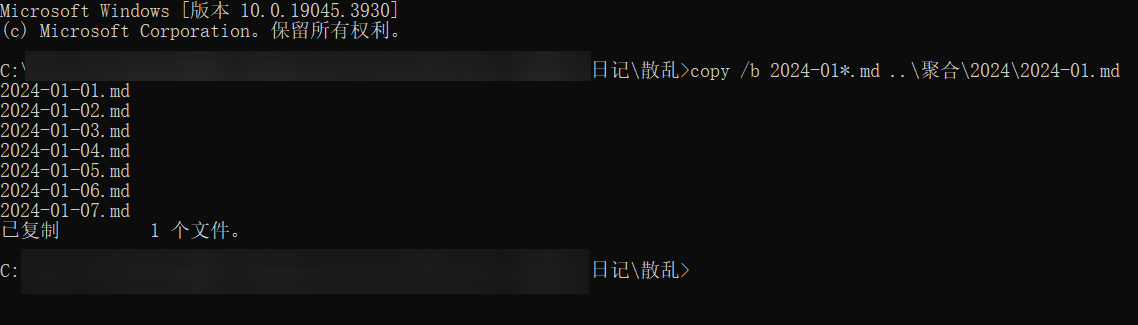 Microsoft Windows [版本 10.0.19045.3930]
(c) Microsoft Corporation。保留所有权利。
C:\日记\散乱>copy /b 2024-01*.md ..\聚合\2024\2024-01.md
2024-01-01.md
2024-01-02.md
2024-01-03.md
2024-01-04.md
2024-01-05.md
2024-01-06.md
2024-01-07.md
已复制         1 个文件。
C:日记\散乱>